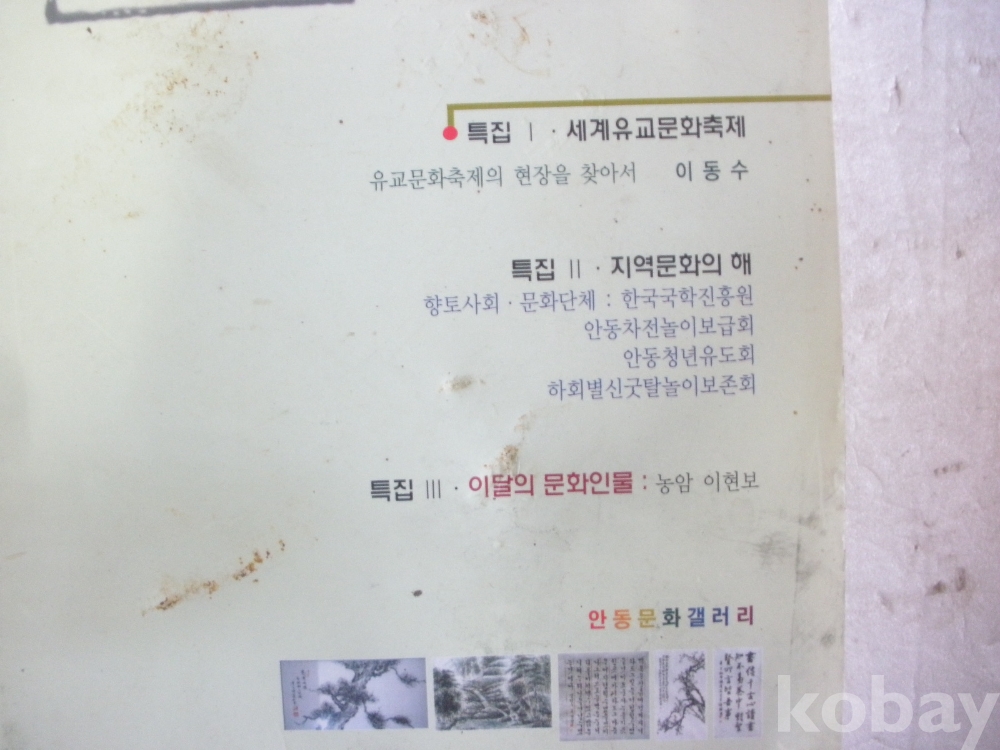 특집 Ⅰ · 세계유교문화축제
유교문화축제의 현장을 찾아서 이동수
특집 Ⅱ · 지역문화의 해
향토사회 · 문화단체 : 한국국학진흥원
안동차전놀이보급회
안동청년유도회
하회별신굿탈놀이보존회
특집 Ⅲ · 이달의 문화인물 : 농암 이현보
안동문화갤러리
kobay